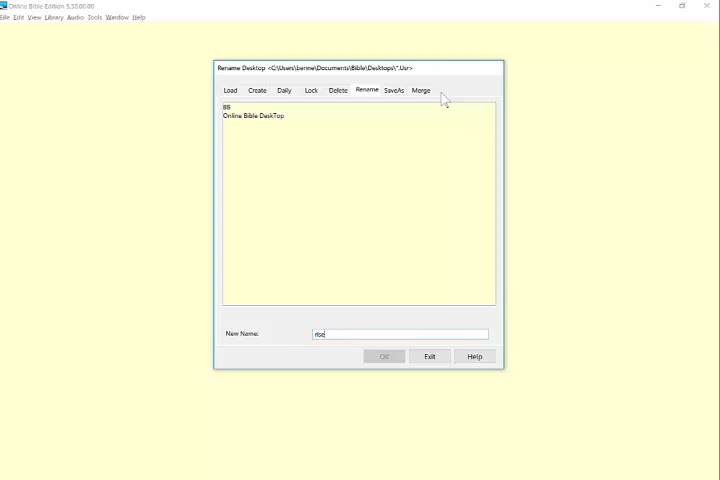 Online Bible Edition 5.30.00.00
File Edit View Library Audio Tools Window Help
Rename Desktop <C:\Users\benne\Documents\Bible\Desktops\*.Usr>
Load Create Daily Lock Delete Rename SaveAs Merge
BB
Online Bible DeskTop
New Name: rise
OK Exit Help